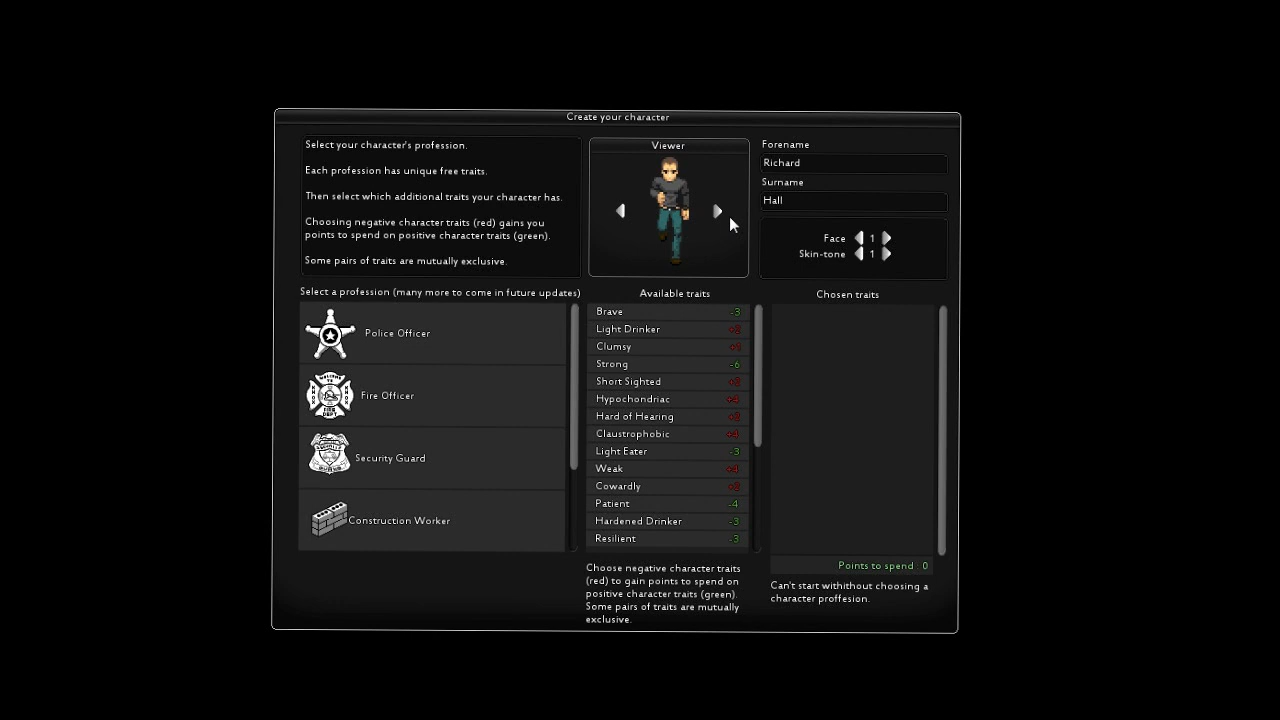 Create your character
Select your character's profession.
Each profession has unique free traits.
Then select which additional traits your character has.
Choosing negative character traits (red) gains you
points to spend on positive character traits (green).
Some pairs of traits are mutually exclusive.
Viewer
Forename
Richard
Surname
Hall
Face 1
Skin-tone 1
Select a profession (many more to come in future updates)
Police Officer
Fire Officer
Security Guard
Construction Worker
Available traits
Brave -3
Light Drinker
Clumsy
Strong -6
Short Sighted
Hypochondriac +4
Hard of Hearing
Claustrophobic +4
Light Eater -3
Weak +4
Cowardly
Patient -4
Hardened Drinker -3
Resilient -3
Choose negative character traits
(red) to gain points to spend on
positive character traits (green).
Some pairs of traits are mutually
exclusive.
Chosen traits
Points to spend : 0
Can't start withithout choosing a
character proffesion.